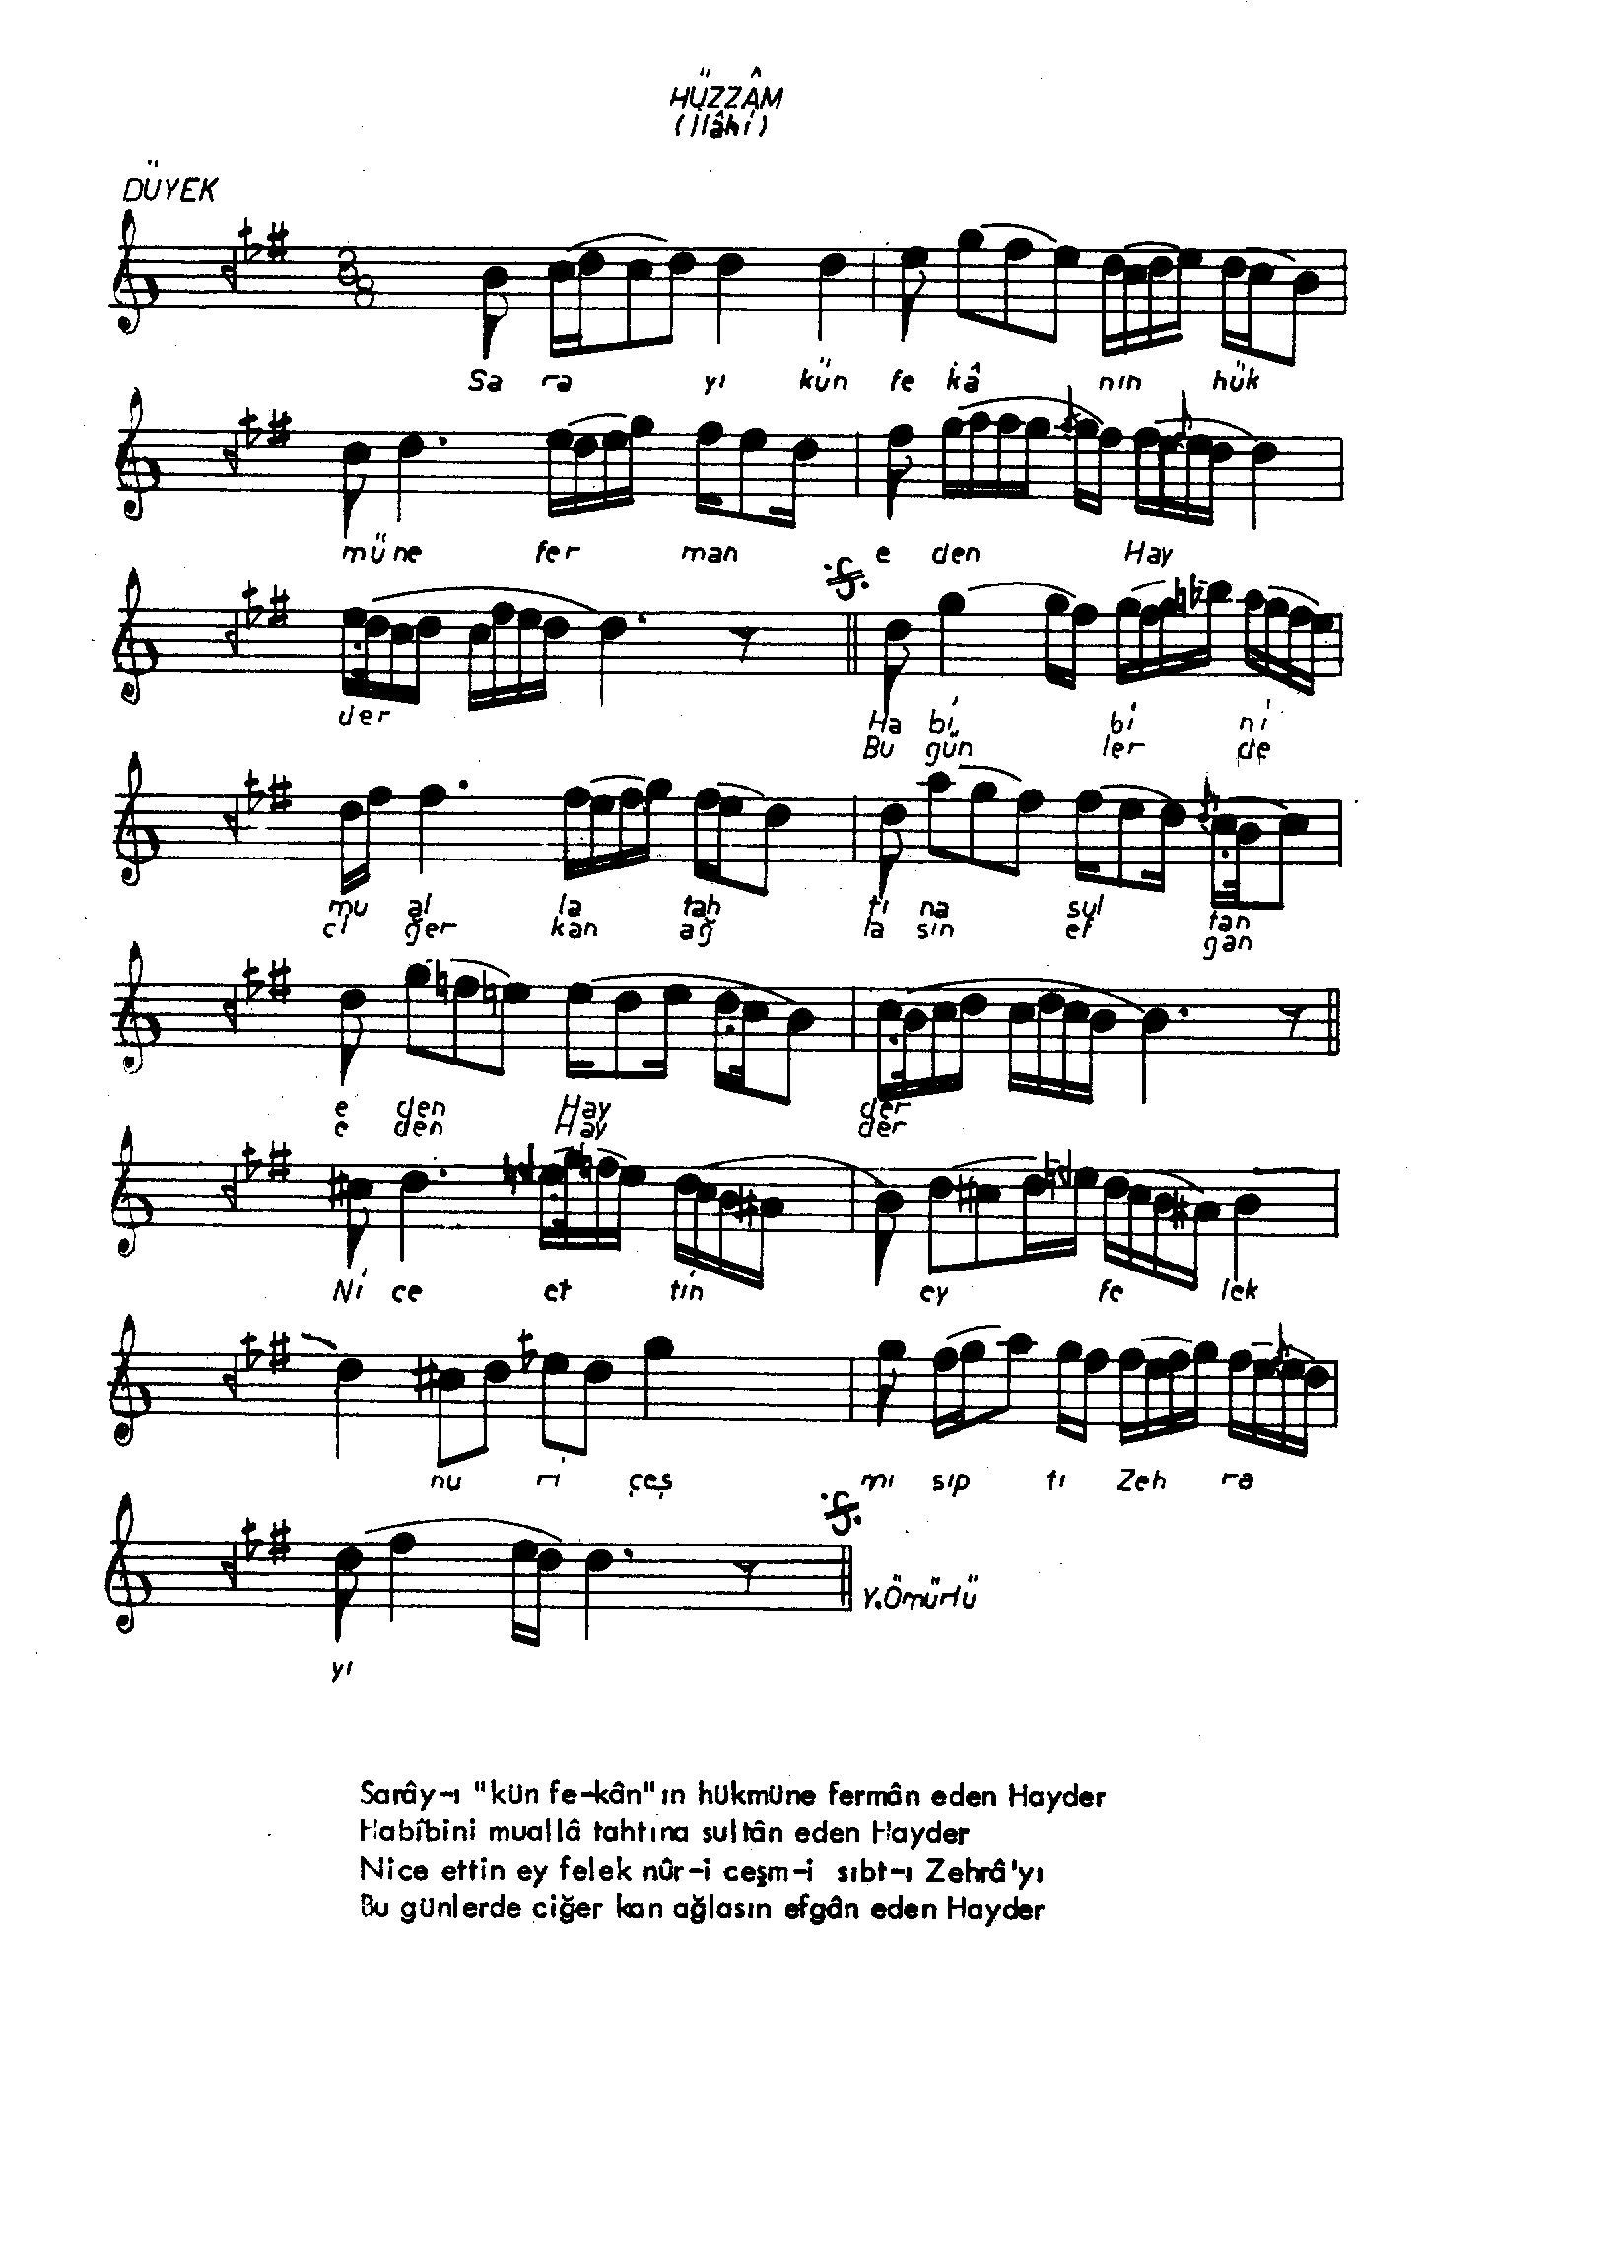 HÜZZÂM
(İlâhi)
DÜYEK
8 8
Sa ra yı kün fe kâ nın hük
müne fer man e den Hay
der Ha bi bi ni
Bu gün ler de
mu al la tah tı na sul tan
ci ğer kan ağ la sın ef gan
e den Hay der
e den Hay der
Ni ce et tin ey fe lek
nu ri çeş mi sıp tı Zeh ra
Y.Ömürlü
yı
Sarây-ı "kün fe-kân"ın hükmüne fermân eden Hayder
Habîbini muallâ tahtına sultân eden Hayder
Nice ettin ey felek nûr-i ceşm-i sıbt-ı Zehrâ'yı
Bu günlerde ciğer kan ağlasın efgân eden Hayder